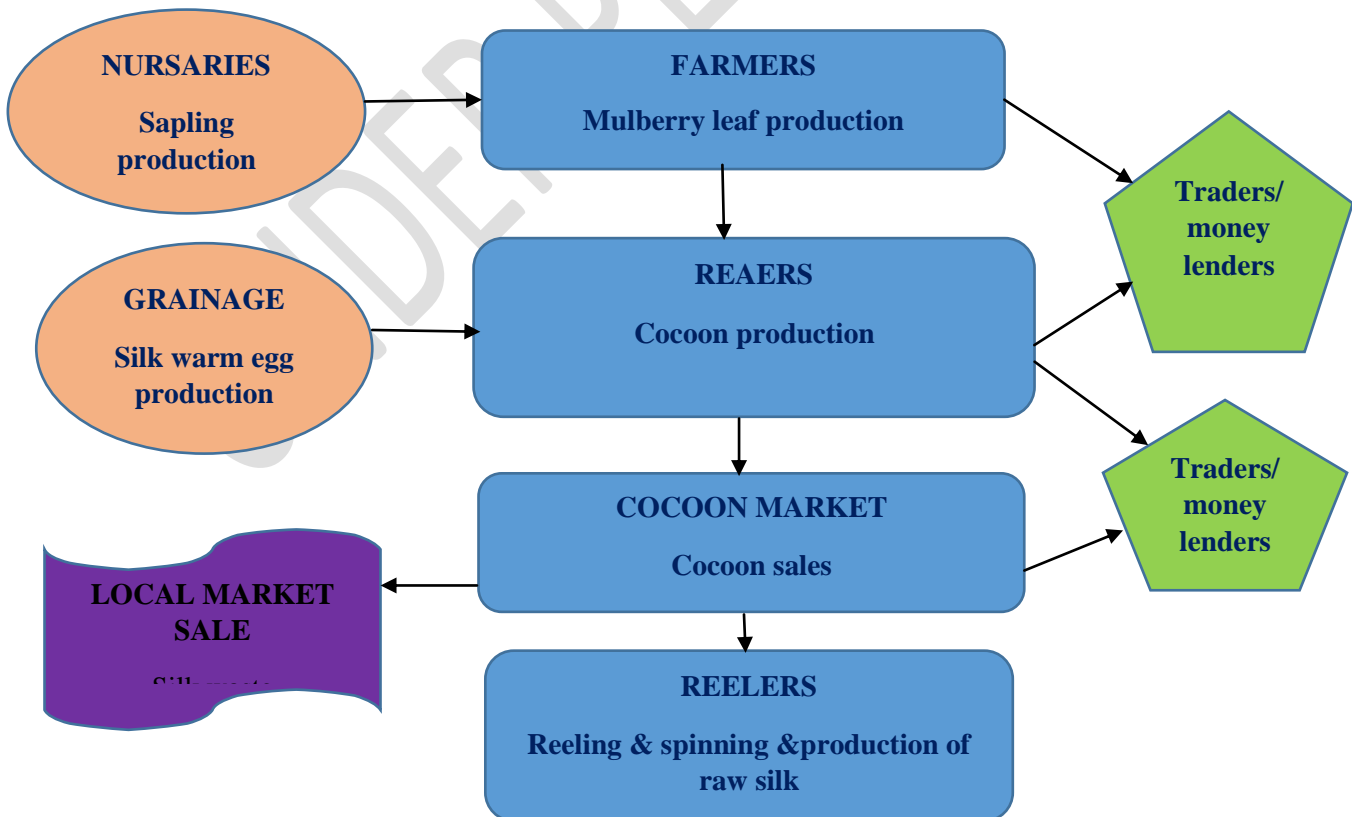 NURSARIES
Sapling
production
FARMERS
Mulberry leaf production
Traders/
money
lenders
GRAINAGE
Silk warm egg
production
REAERS
Cocoon production
COCOON MARKET
Cocoon sales
Traders/
money
lenders
LOCAL MARKET
SALE
REELERS
Reeling & spinning &production of
raw silk